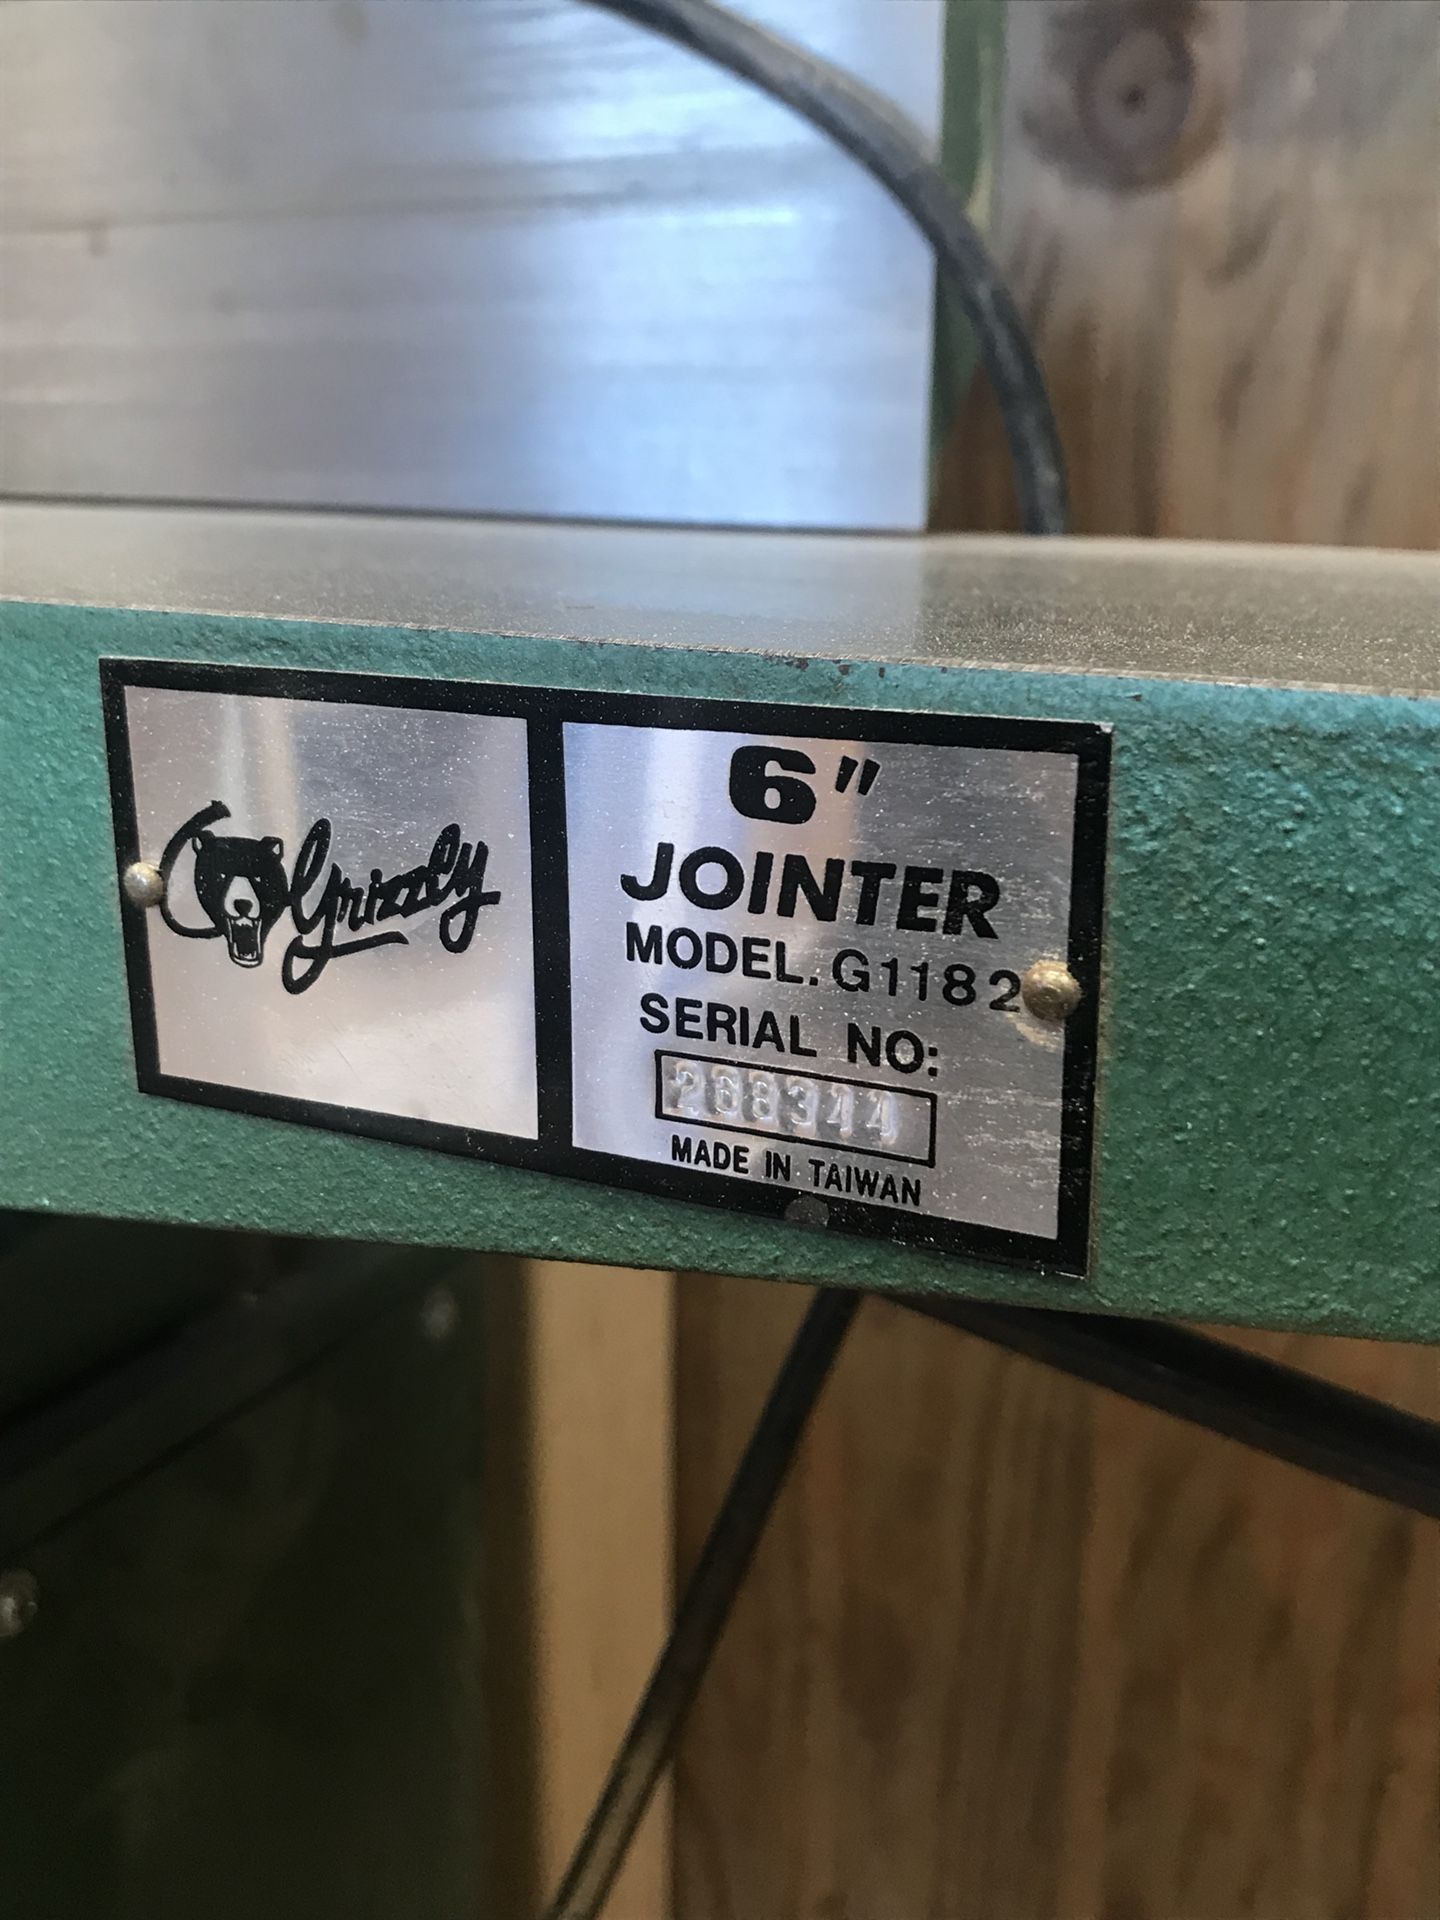 Grizzly
6"
JOINTER
MODEL. G1182
SERIAL NO:
268344
MADE IN TAIWAN